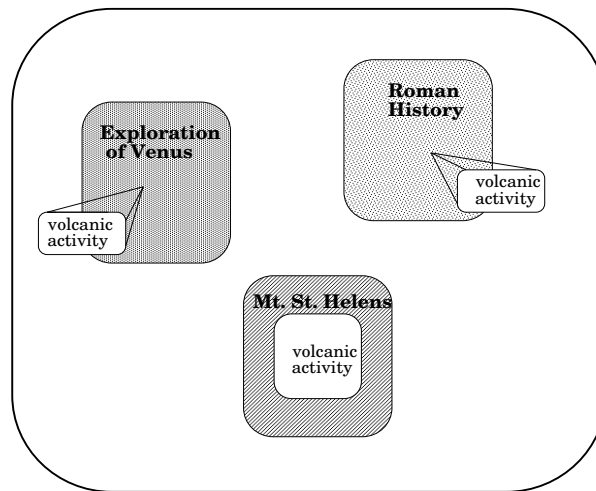 Exploration
of Venus
volcanic
activity
Roman
History
volcanic
activity
Mt. St. Helens
volcanic
activity